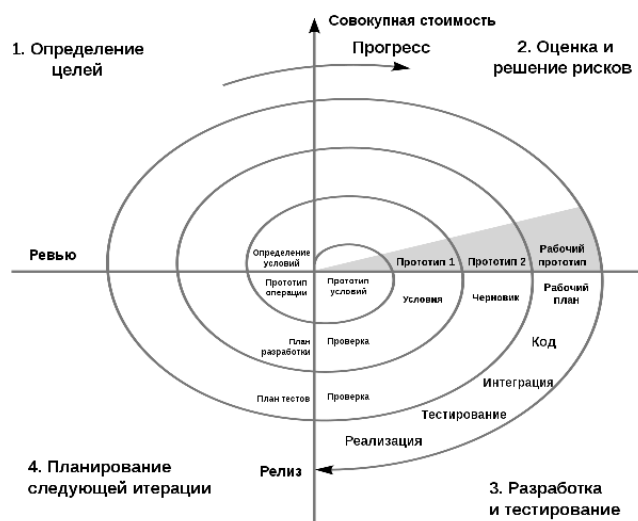 Совокупная стоимость
1. Определение
целей
Прогресс
2. Оценка и
решение рисков
Ревью
Определение
условий
Прототип 1
Прототип 2
Рабочий
прототип
Прототип
операции
Прототип
условий
Условия
Черновик
Рабочий
план
План
разработки
Проверка
Код
Интеграция
План тестов
Проверка
Тестирование
Реализация
4. Планирование
следующей итерации
Релиз
3. Разработка
и тестирование